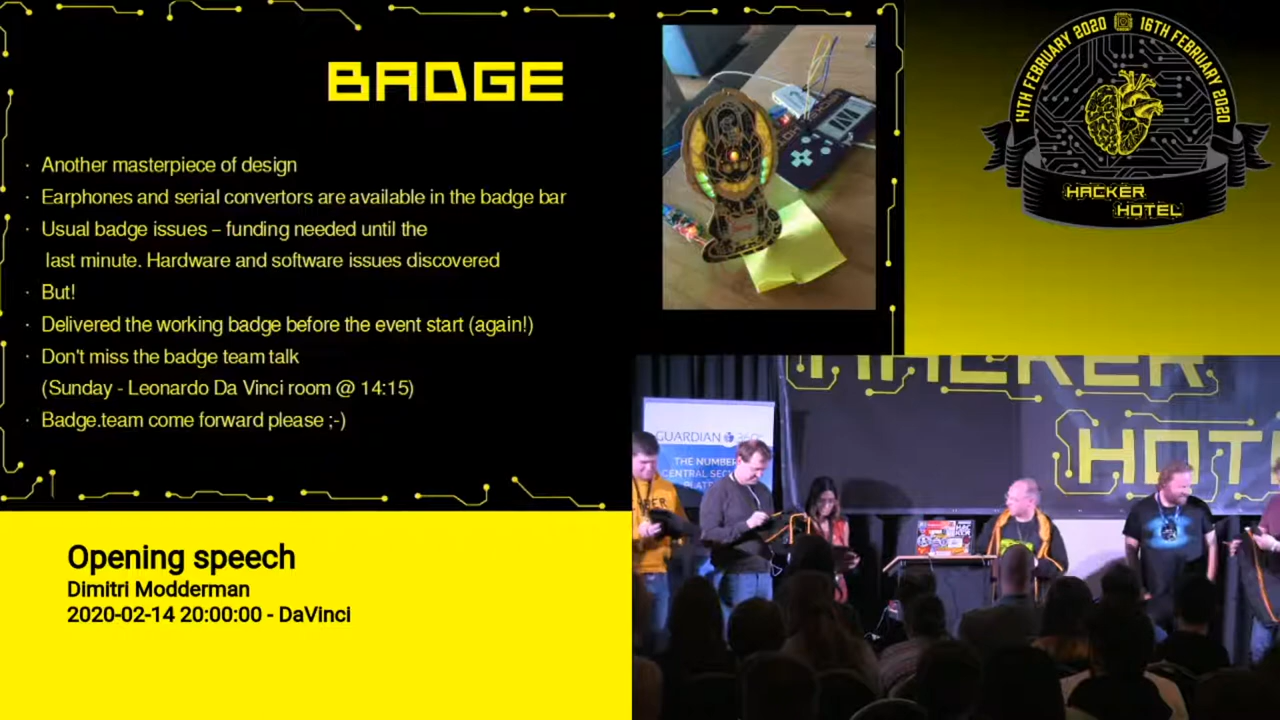 BADGE
· Another masterpiece of design
· Earphones and serial convertors are available in the badge bar
· Usual badge issues – funding needed until the
last minute. Hardware and software issues discovered
· But!
· Delivered the working badge before the event start (again!)
· Don't miss the badge team talk
(Sunday - Leonardo Da Vinci room @ 14:15)
· Badge.team come forward please ;-)
14TH FEBRUARY 2020 16TH FEBRUARY 2020
HACKER
HOTEL
HACKER
HOT
GUARDIAN 360°
THE NUMBER
CENTRAL SEC
PLAT
Opening speech
Dimitri Modderman
2020-02-14 20:00:00 - DaVinci